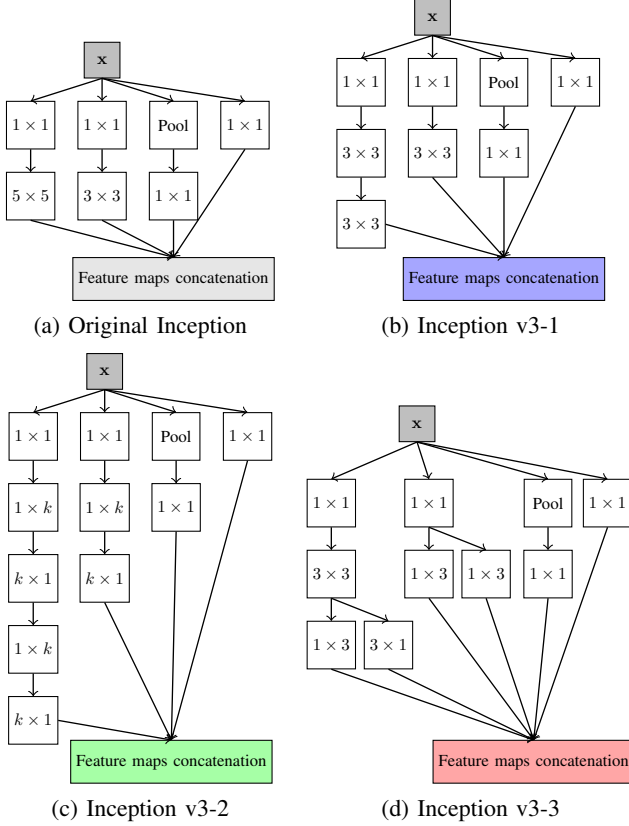 x
1 × 1 1 × 1 Pool 1 × 1
5 × 5 3 × 3 1 × 1
Feature maps concatenation
(a) Original Inception
x
1 × 1 1 × 1 Pool 1 × 1
3 × 3 3 × 3 1 × 1
3 × 3
Feature maps concatenation
(b) Inception v3-1
x
1 × 1 1 × 1 Pool 1 × 1
1 × k 1 × k 1 × 1
k × 1 k × 1
1 × k
k × 1
Feature maps concatenation
(c) Inception v3-2
x
1 × 1 1 × 1 Pool 1 × 1
3 × 3 1 × 3 1 × 3 1 × 1
1 × 3 3 × 1
Feature maps concatenation
(d) Inception v3-3